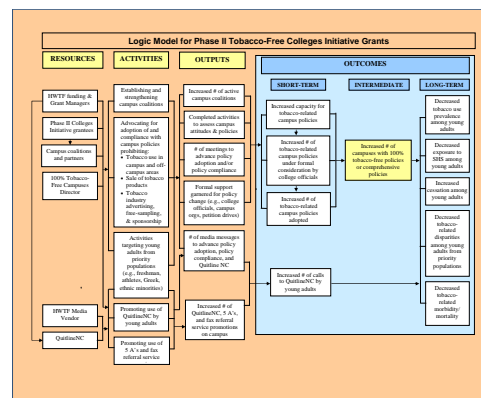 Logic Model for Phase II Tobacco-Free Colleges Initiative Grants
RESOURCES
ACTIVITIES
OUTPUTS
OUTCOMES
SHORT-TERM
INTERMEDIATE
LONG-TERM
HWTF funding &
Grant Managers
Phase II Colleges
Initiative grantees
Campus coalitions
and partners
100% Tobacco-
Free Campuses
Director
HWTF Media
Vendor
QuitlineNC
Establishing and
strengthening
campus coalitions
Advocating for
adoption of and
compliance with
campus policies
prohibiting:
• Tobacco use in
campus and off-
campus areas
• Sale of tobacco
products
• Tobacco
industry
advertising,
free-sampling,
& sponsorship
Activities
targeting young
adults from
priority
populations
(e.g., freshman,
athletes, Greek,
ethnic minorities)
Promoting use of
QuitlineNC by
young adults
Promoting use of
5 A's and fax
referral service
Increased # of active
campus coalitions
Completed activities
to assess campus
attitudes & policies
# of meetings to
advance policy
adoption and/or
policy compliance
Formal support
garnered for policy
change (e.g., college
officials, campus
orgs, petition drives)
# of media messages
to advance policy
adoption, policy
compliance, and
Quitline NC
Increased # of
QuitlineNC, 5 A's,
and fax referral
service promotions
on campus
Increased capacity for
tobacco-related
campus policies
Increased # of
tobacco-related
campus policies
under formal
consideration by
college officials
Increased # of
tobacco-related
campus policies
adopted
Increased # of calls
to QuitlineNC by
young adults
Increased # of
campuses with 100%
tobacco-free policies
or comprehensive
policies
Decreased
tobacco use
prevalence
among young
adults
Decreased
exposure to
SHS among
young adults
Increased
cessation among
young adults
Decreased
tobacco-
related
disparities
among young
adults from
priority
populations
Decreased
tobacco-
related
morbidity/
mortality